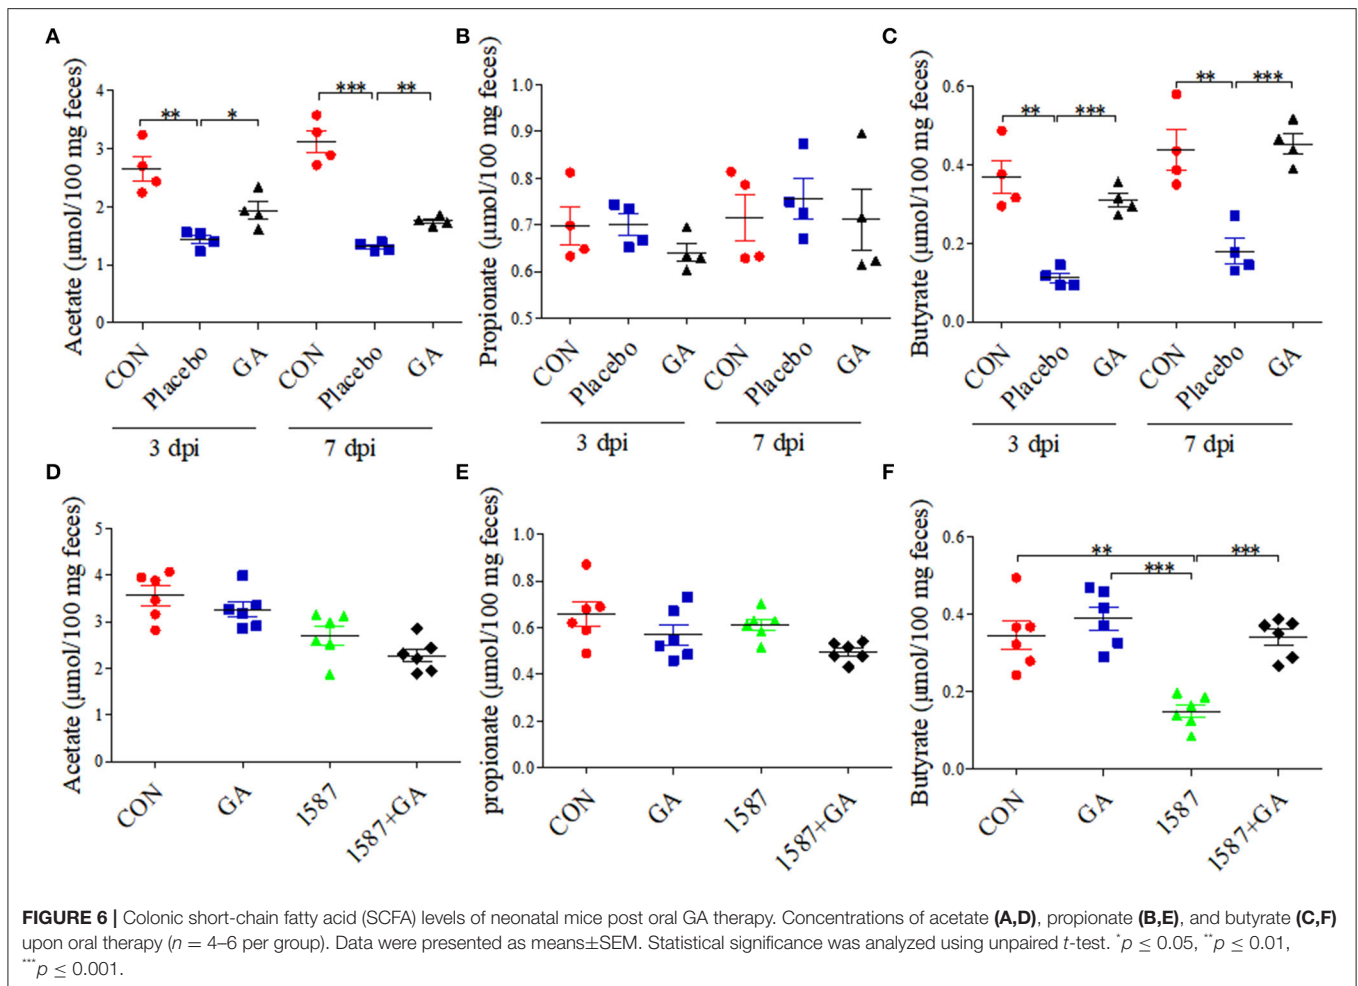 A
Acetate (μmol/100 mg feces)
4
3
2
1
0
** * *** **
CON Placebo GA CON Placebo GA
3 dpi 7 dpi
B
Propionate (μmol/100 mg feces)
1.0
0.9
0.8
0.7
0.6
0.5
CON Placebo GA CON Placebo GA
3 dpi 7 dpi
C
Butyrate (μmol/100 mg feces)
0.6
0.4
0.2
0.0
** *** ** ***
CON Placebo GA CON Placebo GA
3 dpi 7 dpi
D
Acetate (μmol/100 mg feces)
5
4
3
2
1
0
CON GA 1587 1587+GA
E
propionate (μmol/100 mg feces)
1.0
0.8
0.6
0.4
0.2
0.0
CON GA 1587 1587+GA
F
Butyrate (μmol/100 mg feces)
0.6
0.4
0.2
0.0
** *** ***
CON GA 1587 1587+GA
FIGURE 6 | Colonic short-chain fatty acid (SCFA) levels of neonatal mice post oral GA therapy. Concentrations of acetate (A,D), propionate (B,E), and butyrate (C,F)
upon oral therapy (n = 4–6 per group). Data were presented as means±SEM. Statistical significance was analyzed using unpaired t-test. *p ≤ 0.05, **p ≤ 0.01,
***p ≤ 0.001.